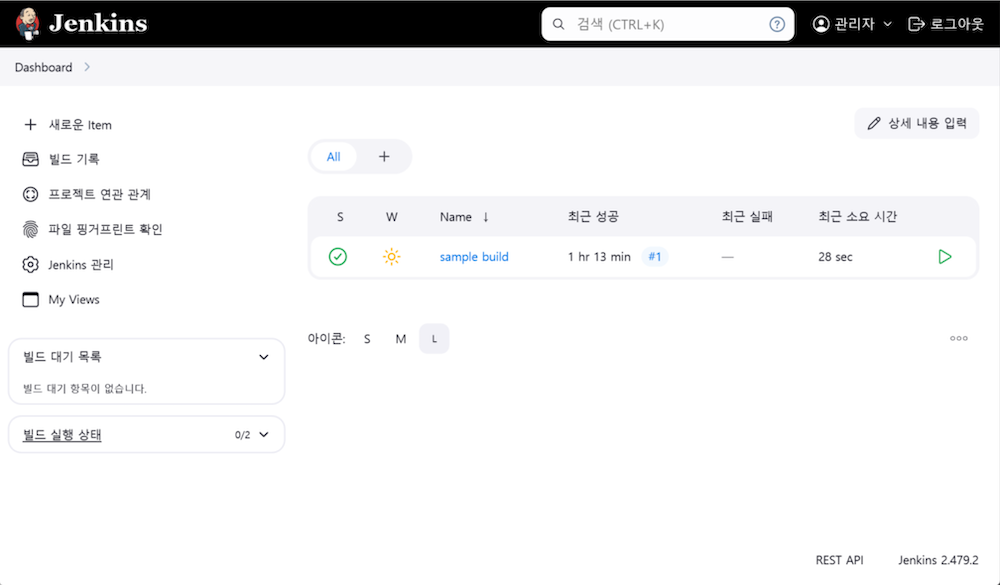 Jenkins
검색 (CTRL+K)
관리자
로그아웃
Dashboard
새로운 Item
빌드 기록
프로젝트 연관 관계
파일 핑거프린트 확인
Jenkins 관리
My Views
빌드 대기 목록
빌드 대기 항목이 없습니다.
빌드 실행 상태 0/2
상세 내용 입력
All +
S W Name ↓ 최근 성공 최근 실패 최근 소요 시간
sample build 1 hr 13 min #1 — 28 sec
아이콘: S M L
REST API Jenkins 2.479.2